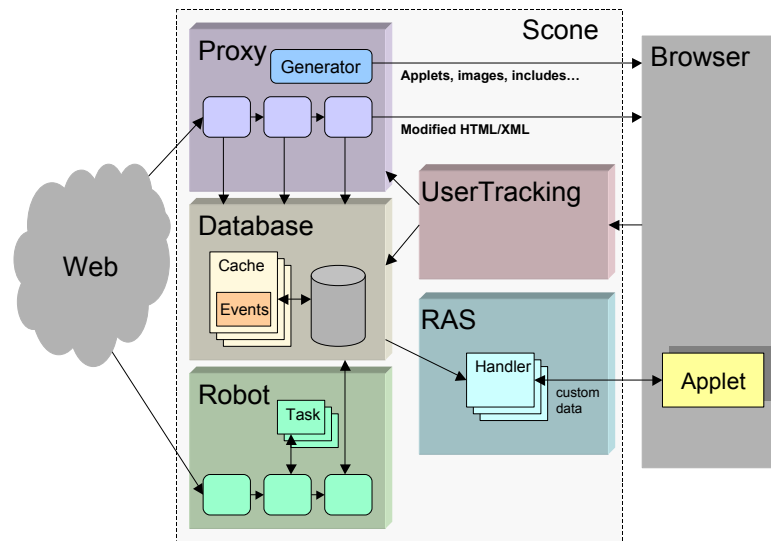 Scone
Proxy
Generator
Applets, images, includes…
Modified HTML/XML
Browser
UserTracking
Web
Database
Cache
Events
RAS
Handler
custom
data
Applet
Robot
Task